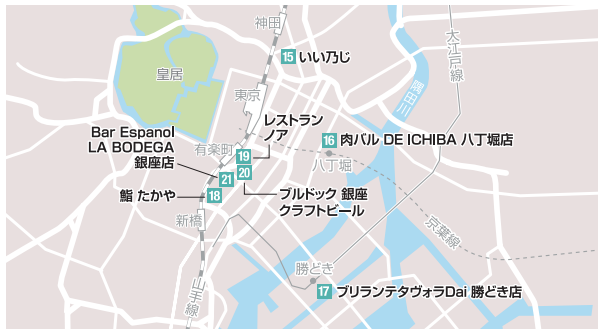 神田
15 いい乃じ
大江戸線
皇居
隅田川
東京
レストラン
ノア
Bar Espanol
LA BODEGA
銀座店
有楽町
16 肉バル DE ICHIBA 八丁堀店
八丁堀
19
20
21
18
鮨 たかや
ブルドック 銀座
クラフトビール
新橋
京葉線
勝どき
山手線
17 ブリランテタヴォラDai 勝どき店